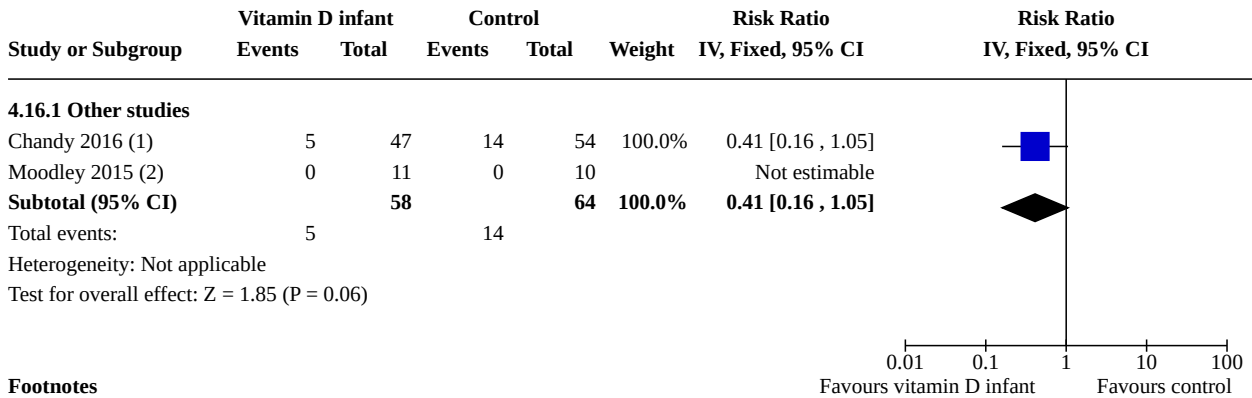 Vitamin D infant Control Risk Ratio Risk Ratio
Study or Subgroup Events Total Events Total Weight IV, Fixed, 95% CI IV, Fixed, 95% CI
4.16.1 Other studies
Chandy 2016 (1) 5 47 14 54 100.0% 0.41 [0.16 , 1.05]
Moodley 2015 (2) 0 11 0 10 Not estimable
Subtotal (95% CI) 58 64 100.0% 0.41 [0.16 , 1.05]
Total events: 5 14
Heterogeneity: Not applicable
Test for overall effect: Z = 1.85 (P = 0.06)
0.01 0.1 1 10 100
Footnotes Favours vitamin D infant Favours control